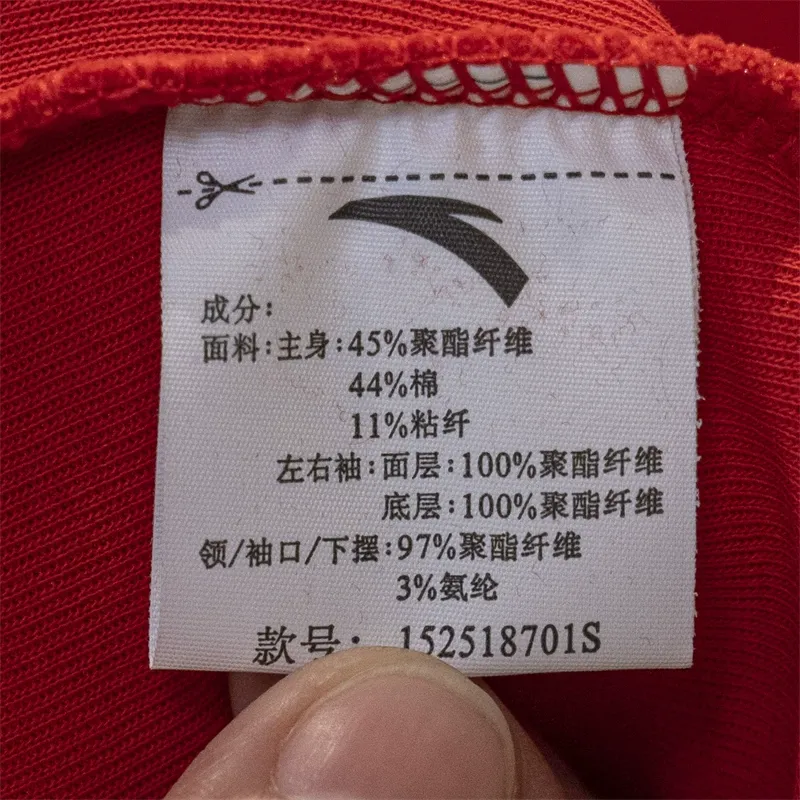 成分:
面料:主身:45%聚酯纤维
44%棉
11%粘纤
左右袖:面层:100%聚酯纤维
底层:100%聚酯纤维
领/袖口/下摆:97%聚酯纤维
3%氨纶
款号: 152518701S